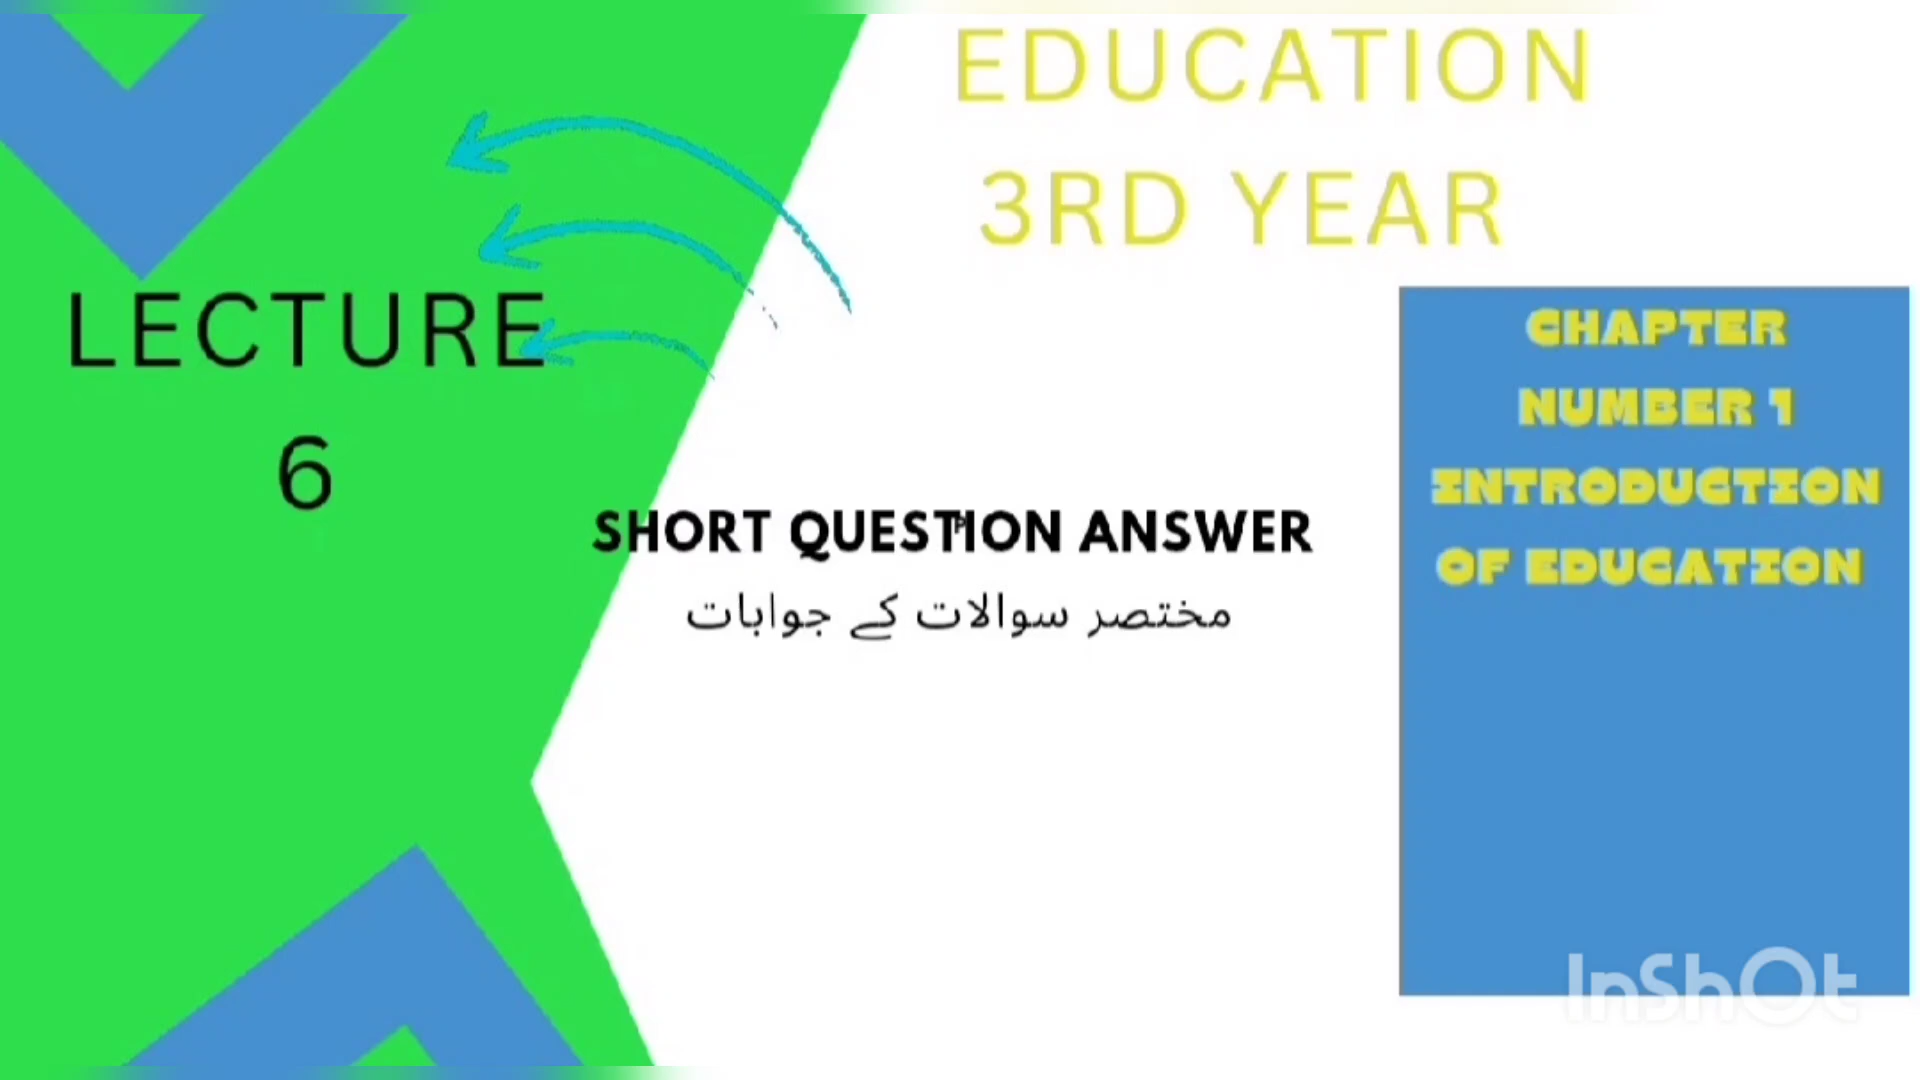 EDUCATION
3RD YEAR
LECTURE
6
SHORT QUESTION ANSWER
مختصر سوالات کے جوابات
CHAPTER
NUMBER 1
INTRODUCTION
OF EDUCATION
InShOt